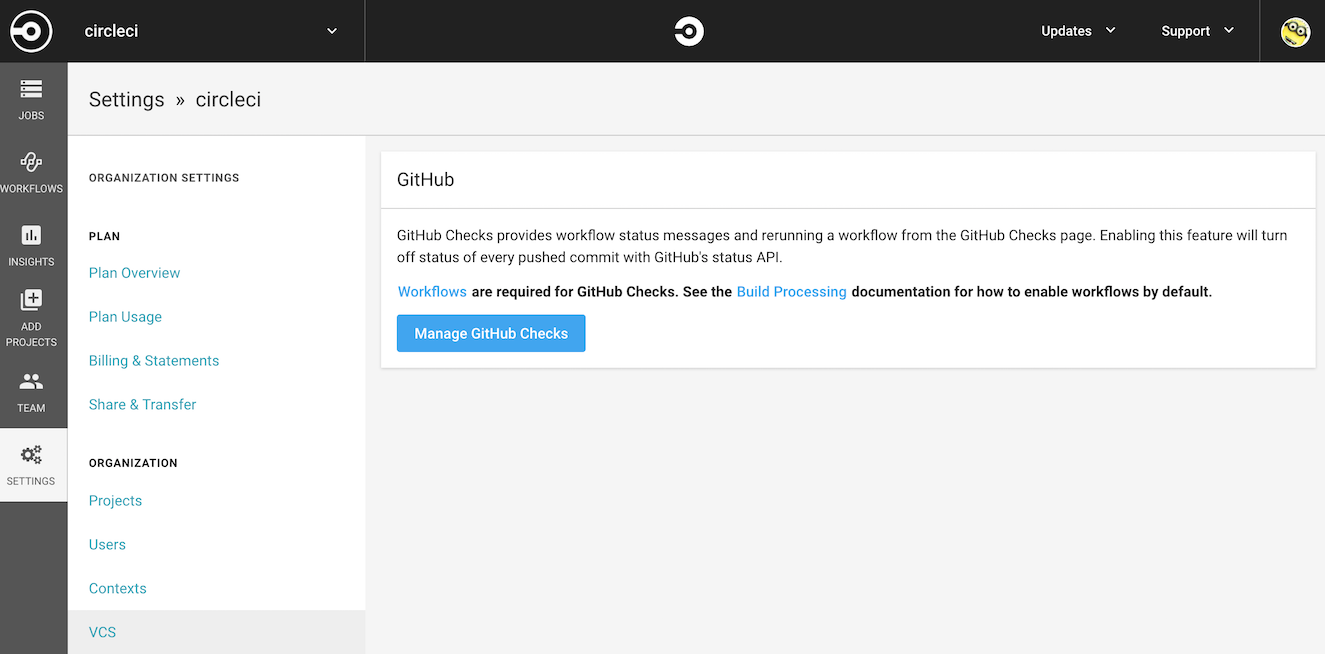 circleci
Updates
Support
JOBS
WORKFLOWS
INSIGHTS
ADD
PROJECTS
TEAM
SETTINGS
Settings » circleci
ORGANIZATION SETTINGS
PLAN
Plan Overview
Plan Usage
Billing & Statements
Share & Transfer
ORGANIZATION
Projects
Users
Contexts
VCS
GitHub
GitHub Checks provides workflow status messages and rerunning a workflow from the GitHub Checks page. Enabling this feature will turn
off status of every pushed commit with GitHub's status API.
Workflows are required for GitHub Checks. See the Build Processing documentation for how to enable workflows by default.
Manage GitHub Checks